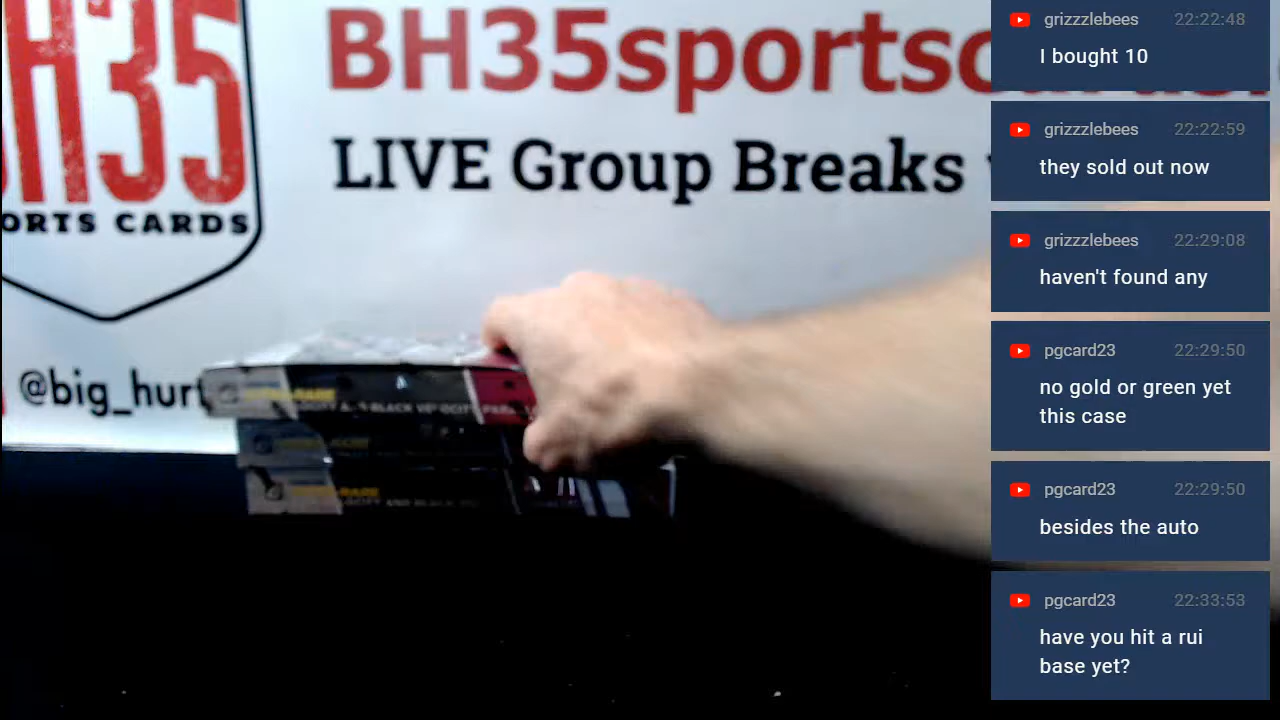 BH35
ORTS CARDS
BH35sportsc
LIVE Group Breaks
@big_hurt
grizzzlebees 22:22:48
I bought 10
grizzzlebees 22:22:59
they sold out now
grizzzlebees 22:29:08
haven't found any
pgcard23 22:29:50
no gold or green yet
this case
pgcard23 22:29:50
besides the auto
pgcard23 22:33:53
have you hit a rui
base yet?